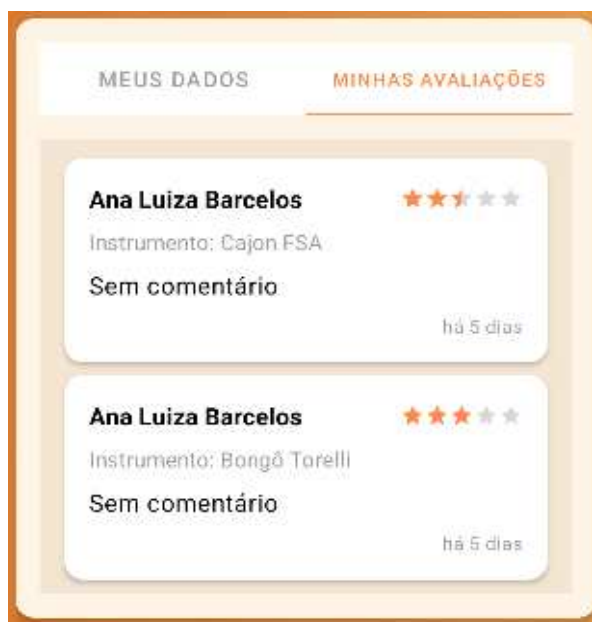 MEUS DADOS MINHAS AVALIAÇÕES
Ana Luiza Barcelos
Instrumento: Cajon FSA
Sem comentário
há 5 dias
Ana Luiza Barcelos
Instrumento: Bongô Torelli
Sem comentário
há 5 dias